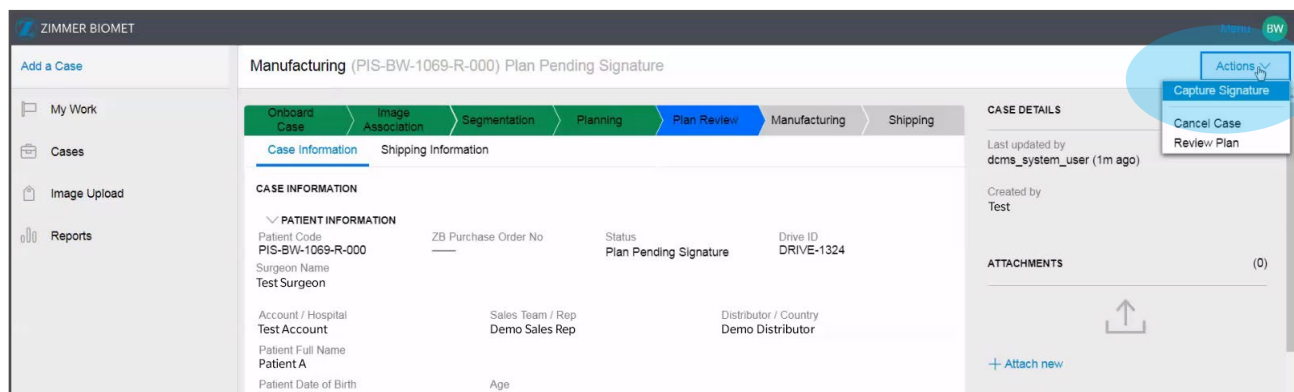 ZIMMER BIOMET
Menu BW
Add a Case
My Work
Cases
Image Upload
Reports
Manufacturing (PIS-BW-1069-R-000) Plan Pending Signature
Actions
Capture Signature
Cancel Case
Review Plan
Onboard Case
Image Association
Segmentation
Planning
Plan Review
Manufacturing
Shipping
Case Information Shipping Information
CASE INFORMATION
PATIENT INFORMATION
Patient Code ZB Purchase Order No Status Drive ID
PIS-BW-1069-R-000 —— Plan Pending Signature DRIVE-1324
Surgeon Name
Test Surgeon
Account / Hospital Sales Team / Rep Distributor / Country
Test Account Demo Sales Rep Demo Distributor
Patient Full Name
Patient A
Patient Date of Birth Age
CASE DETAILS
Last updated by
dcms_system_user (1m ago)
Created by
Test
ATTACHMENTS (0)
+ Attach new